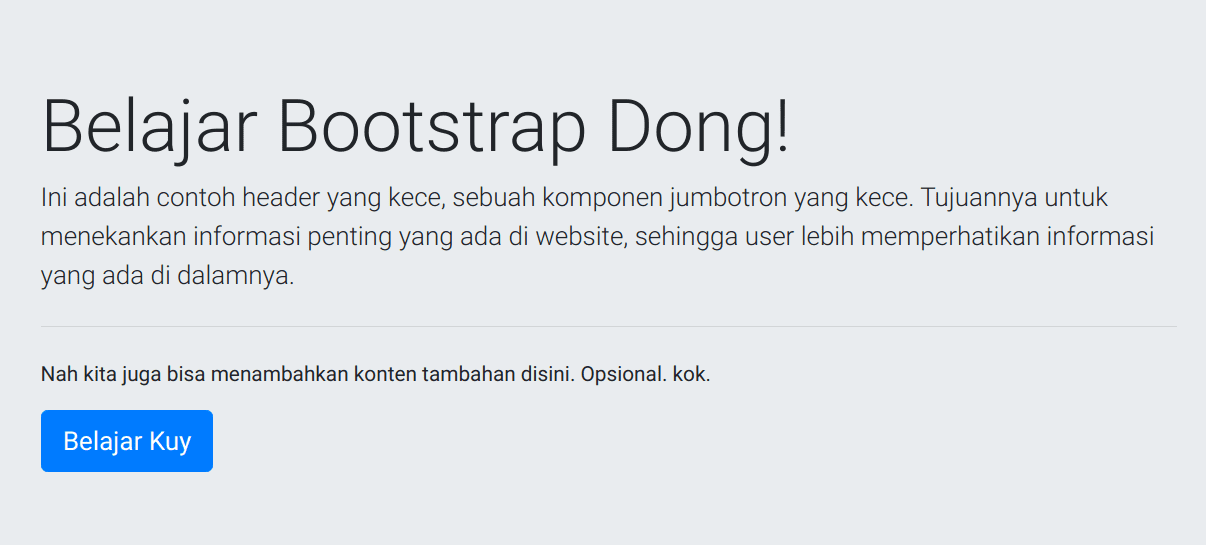 Belajar Bootstrap Dong!
Ini adalah contoh header yang kece, sebuah komponen jumbotron yang kece. Tujuannya untuk
menekankan informasi penting yang ada di website, sehingga user lebih memperhatikan informasi
yang ada di dalamnya.
Nah kita juga bisa menambahkan konten tambahan disini. Opsional. kok.
Belajar Kuy